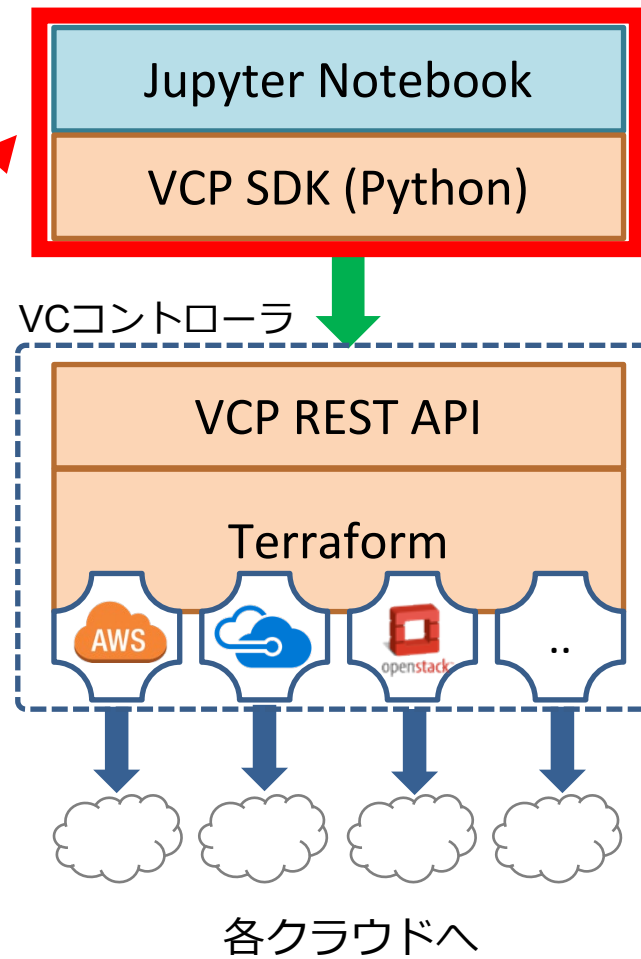 Jupyter Notebook
VCP SDK (Python)
VCコントローラ
VCP REST API
Terraform
AWS
openstack
..
各クラウドへ